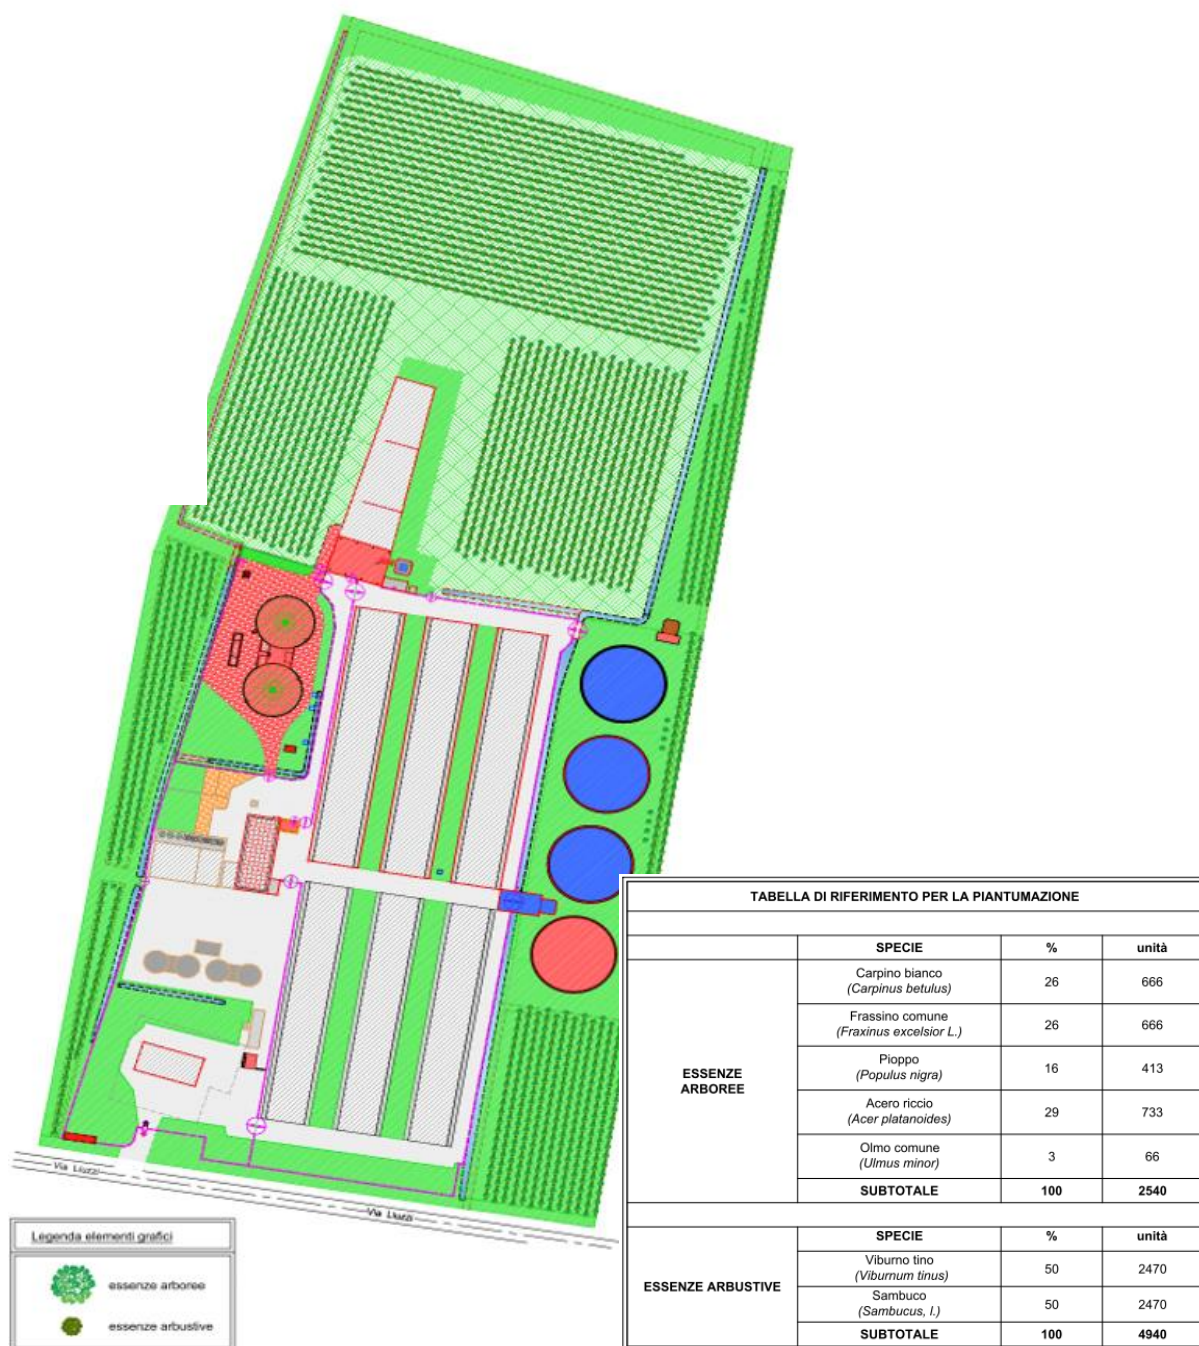 TABELLA DI RIFERIMENTO PER LA PIANTUMAZIONE
SPECIE % unità
ESSENZE ARBOREE
Carpino bianco
(Carpinus betulus) 26 666
Frassino comune
(Fraxinus excelsior L.) 26 666
Pioppo
(Populus nigra) 16 413
Acero riccio
(Acer platanoides) 29 733
Olmo comune
(Ulmus minor) 3 66
SUBTOTALE 100 2540
SPECIE % unità
ESSENZE ARBUSTIVE
Viburno tino
(Viburnum tinus) 50 2470
Sambuco
(Sambucus, l.) 50 2470
SUBTOTALE 100 4940
Via Liuzzi
Via Liuzzi
Legenda elementi grafici
essenze arboree
essenze arbustive